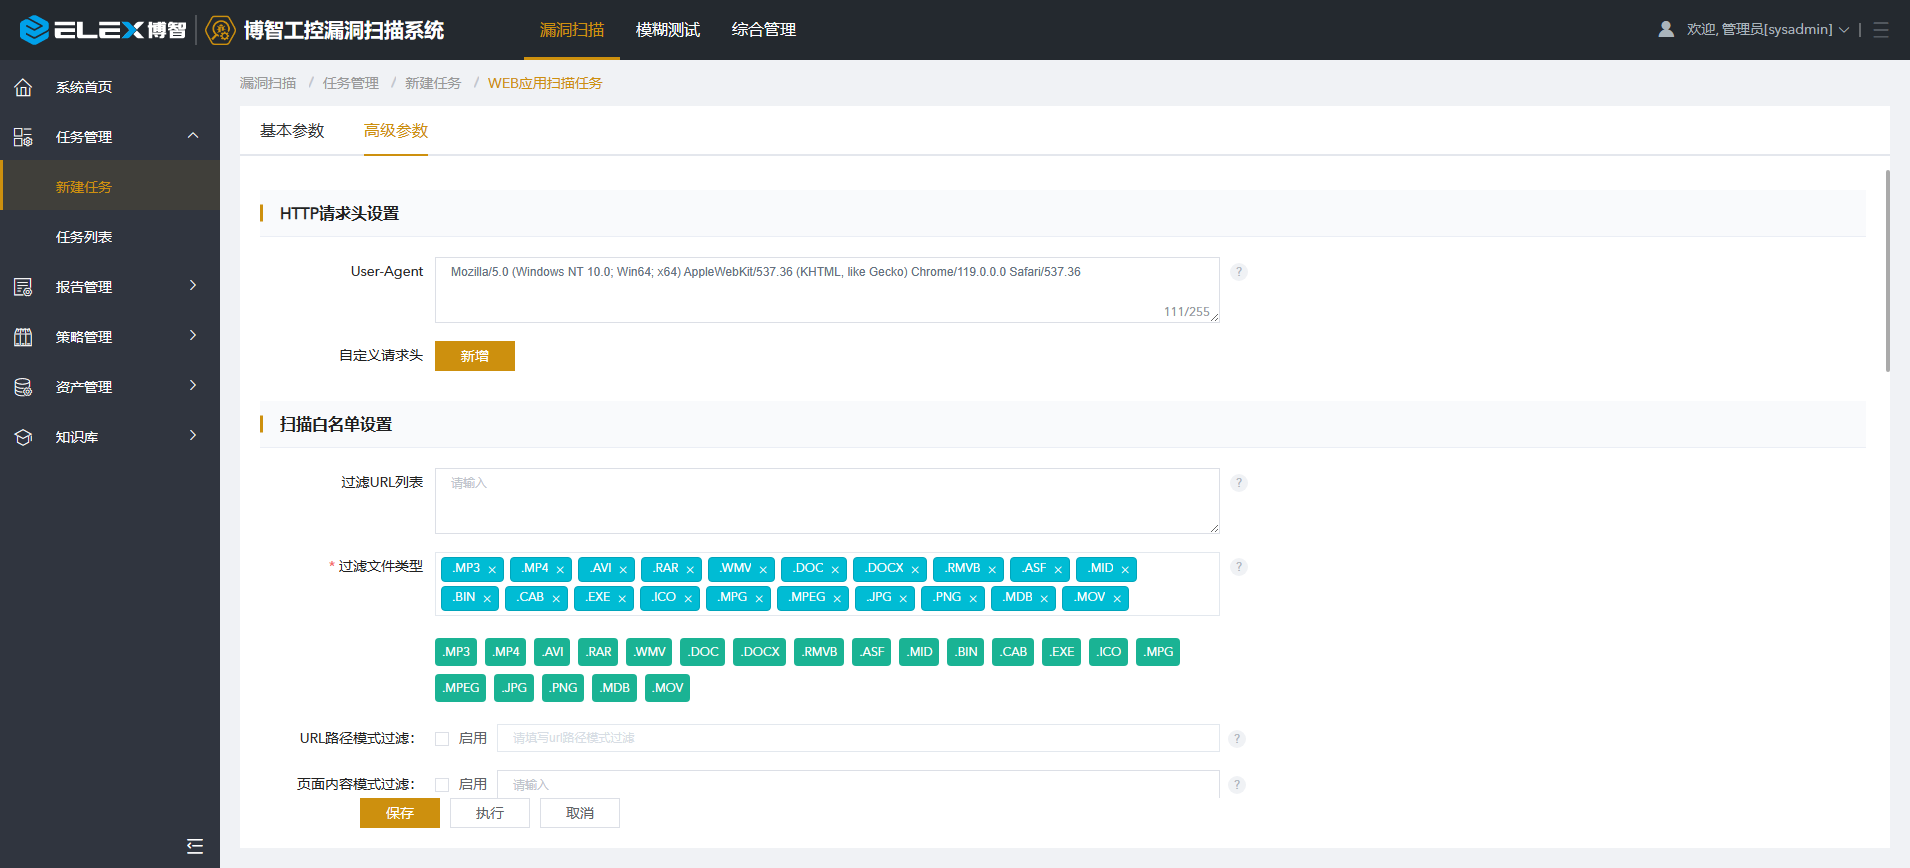 ELEX博智 博智工控漏洞扫描系统 漏洞扫描 模糊测试 综合管理 欢迎, 管理员[sysadmin]
系统首页
任务管理
新建任务
任务列表
报告管理
策略管理
资产管理
知识库
漏洞扫描 / 任务管理 / 新建任务 / WEB应用扫描任务
基本参数 高级参数
HTTP请求头设置
User-Agent Mozilla/5.0 (Windows NT 10.0; Win64; x64) AppleWebKit/537.36 (KHTML, like Gecko) Chrome/119.0.0.0 Safari/537.36 ?
111/255
自定义请求头 新增
扫描白名单设置
过滤URL列表 请输入 ?
* 过滤文件类型 .MP3 × .MP4 × .AVI × .RAR × .WMV × .DOC × .DOCX × .RMVB × .ASF × .MID × ?
.BIN × .CAB × .EXE × .ICO × .MPG × .MPEG × .JPG × .PNG × .MDB × .MOV ×
.MP3 .MP4 .AVI .RAR .WMV .DOC .DOCX .RMVB .ASF .MID .BIN .CAB .EXE .ICO .MPG
.MPEG .JPG .PNG .MDB .MOV
URL路径模式过滤: 启用 请填写url路径模式过滤 ?
页面内容模式过滤: 启用 请输入 ?
保存 执行 取消